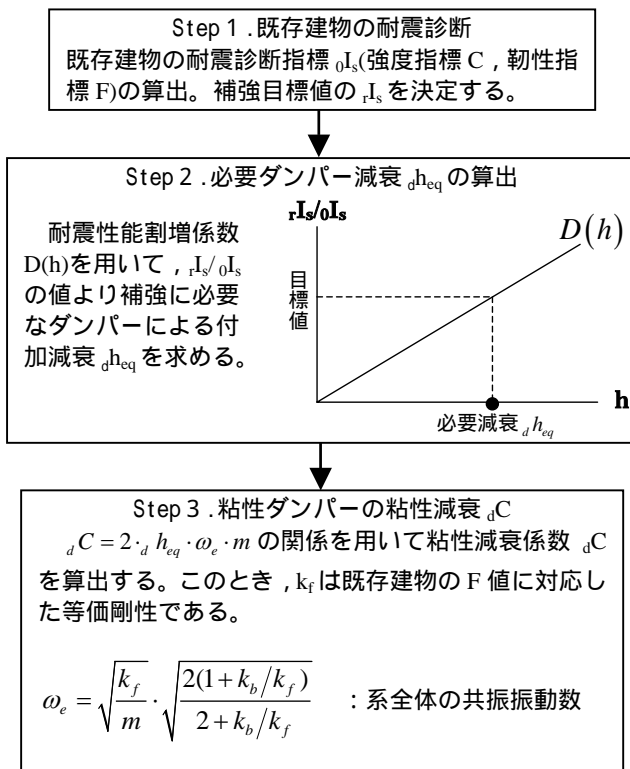 Step 1 .既存建物の耐震診断
既存建物の耐震診断指標 ₀Iₛ(強度指標 C , 靭性指
標 F)の算出。補強目標値の ᵣIₛ を決定する。
Step 2 .必要ダンパー減衰 dheq の算出
耐震性能割増係数
D(h)を用いて , ᵣIₛ/₀Iₛ
の値より補強に必要
なダンパーによる付
加減衰 dheq を求める。
ᵣIₛ/₀Iₛ
D(h)
目標値
h
必要減衰 d heq
Step 3 .粘性ダンパーの粘性減衰 dC
dC = 2·d heq·ωe·m の関係を用いて粘性減衰係数 dC
を算出する。このとき , kf は既存建物の F 値に対応し
た等価剛性である。
ωe = √(kf/m) · √(2(1+kb/kf)/(2+kb/kf)) :系全体の共振振動数